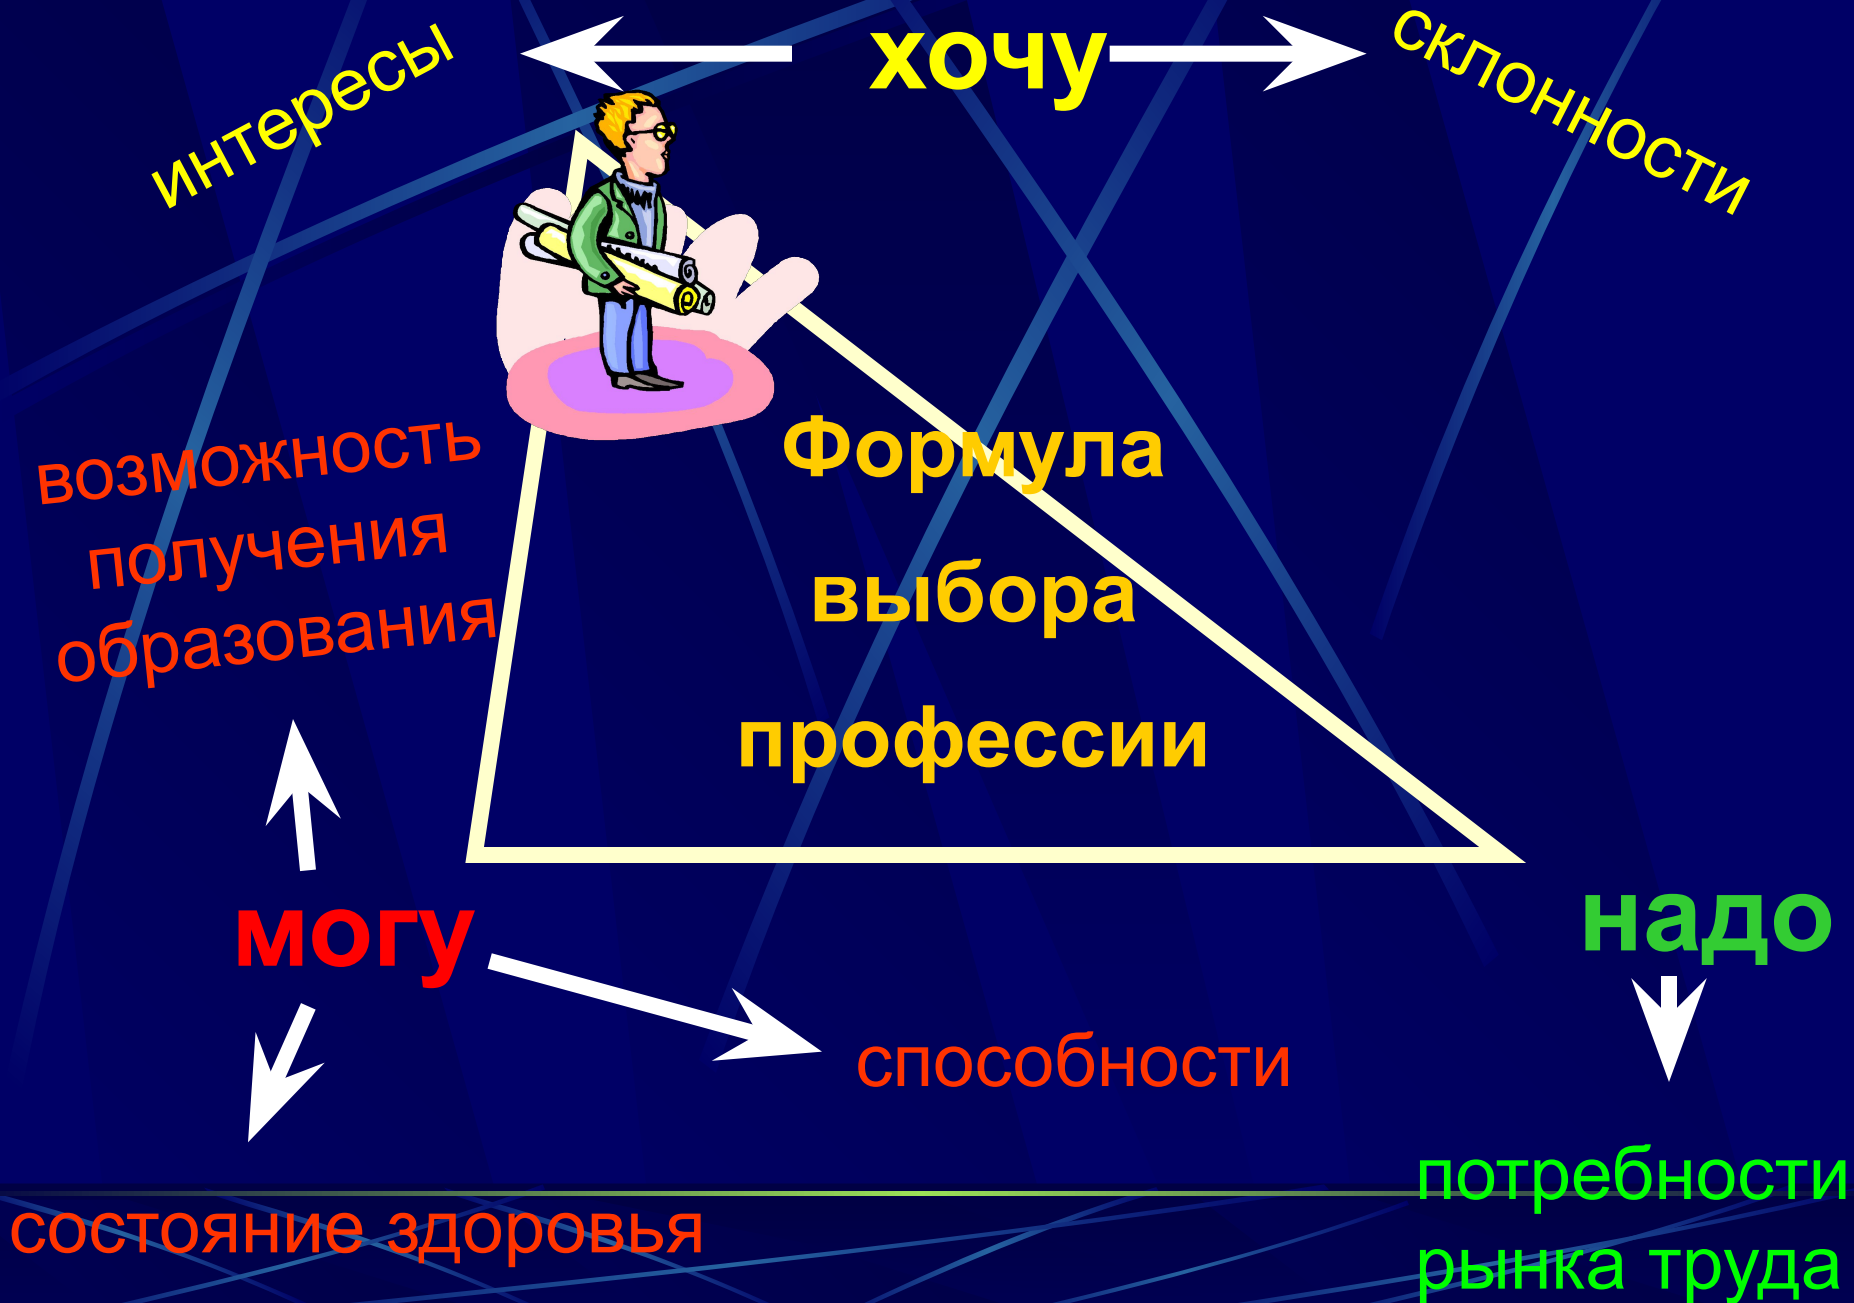 хочу
интересы
склонности
Формула
выбора
профессии
возможность
получения
образования
могу
надо
способности
состояние здоровья
потребности
рынка труда